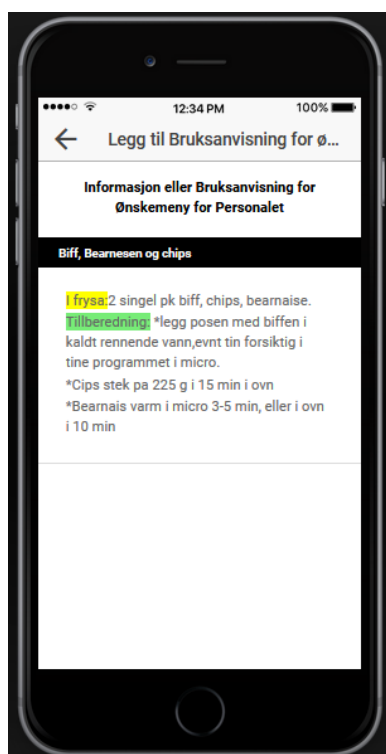 12:34 PM
100%
Legg til Bruksanvisning for ø...
Informasjon eller Bruksanvisning for
Ønskemeny for Personalet
Biff, Bearnesen og chips
I frysa:2 singel pk biff, chips, bearnaise.
Tillberedning: *legg posen med biffen i
kaldt rennende vann,evnt tin forsiktig i
tine programmet i micro.
*Cips stek pa 225 g i 15 min i ovn
*Bearnais varm i micro 3-5 min, eller i ovn
i 10 min